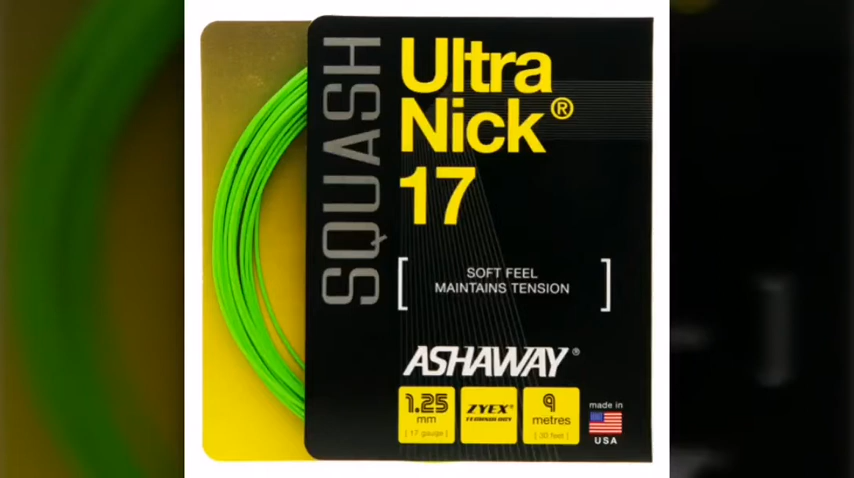 SQUASH
Ultra
Nick®
17
[ SOFT FEEL
MAINTAINS TENSION ]
ASHAWAY®
1.25
mm
[ 17 gauge ]
ZYEX®
TECHNOLOGY
9
metres
[ 30 feet ]
made in
USA